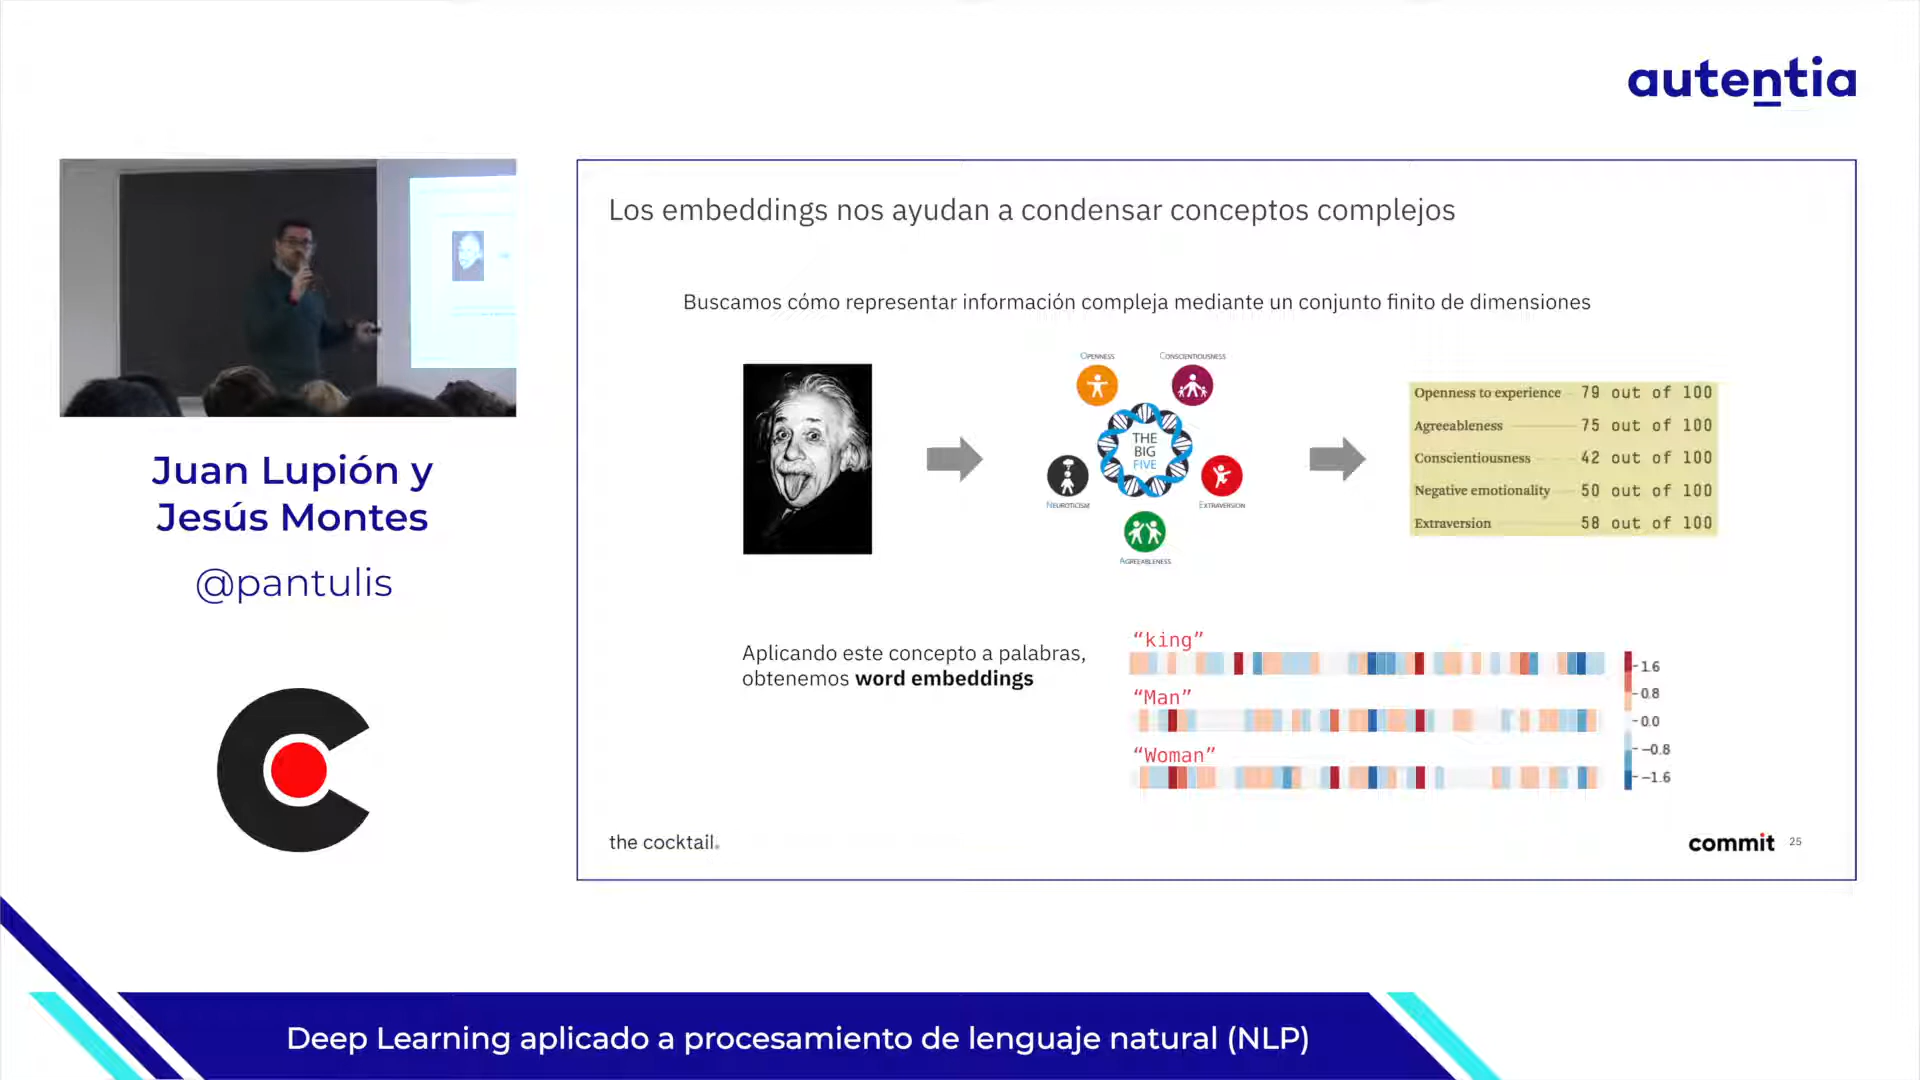 autentia
Juan Lupión y
Jesús Montes
@pantulis
Los embeddings nos ayudan a condensar conceptos complejos
Buscamos cómo representar información compleja mediante un conjunto finito de dimensiones
OPENNESS
CONSCIENTIOUSNESS
THE
BIG
FIVE
NEUROTICISM
EXTRAVERSION
AGREEABLENESS
Openness to experience 79 out of 100
Agreeableness 75 out of 100
Conscientiousness 42 out of 100
Negative emotionality 50 out of 100
Extraversion 58 out of 100
Aplicando este concepto a palabras,
obtenemos word embeddings
“king”
“Man”
“Woman”
1.6
0.8
0.0
−0.8
−1.6
the cocktail.
commit 25
Deep Learning aplicado a procesamiento de lenguaje natural (NLP)